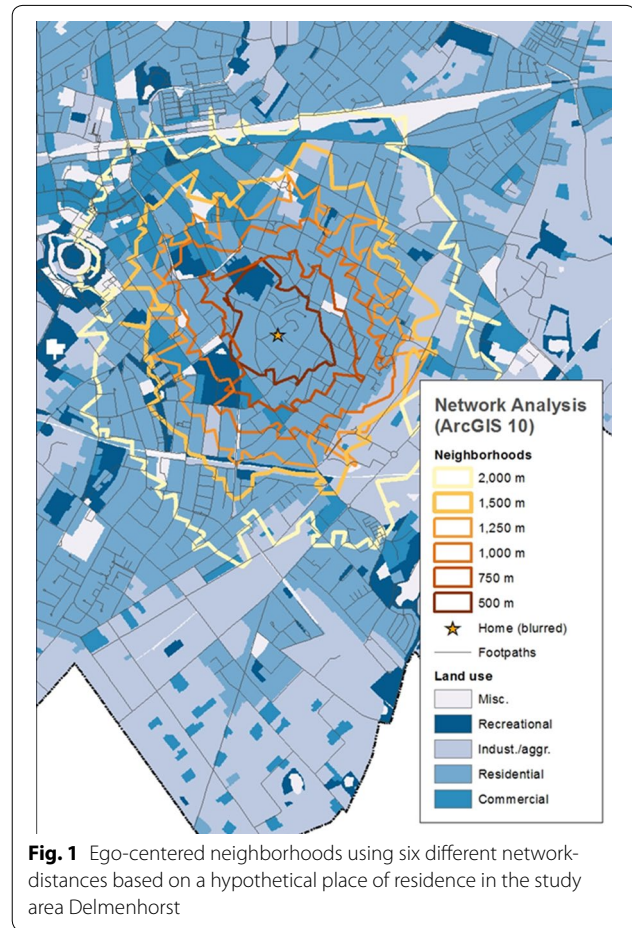 Network Analysis
(ArcGIS 10)
Neighborhoods
2,000 m
1,500 m
1,250 m
1,000 m
750 m
500 m
Home (blurred)
Footpaths
Land use
Misc.
Recreational
Indust./aggr.
Residential
Commercial
Fig. 1 Ego-centered neighborhoods using six different network-
distances based on a hypothetical place of residence in the study
area Delmenhorst